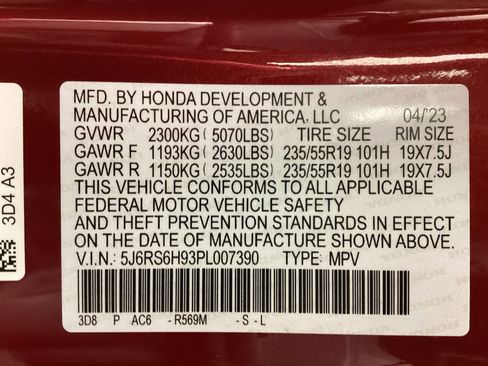 MFD. BY HONDA DEVELOPMENT &
MANUFACTURING OF AMERICA, LLC 04/'23
GVWR 2300KG ( 5070LBS) TIRE SIZE RIM SIZE
GAWR F 1193KG ( 2630LBS) 235/55R19 101H 19X7.5J
GAWR R 1150KG ( 2535LBS) 235/55R19 101H 19X7.5J
THIS VEHICLE CONFORMS TO ALL APPLICABLE
FEDERAL MOTOR VEHICLE SAFETY
AND THEFT PREVENTION STANDARDS IN EFFECT
ON THE DATE OF MANUFACTURE SHOWN ABOVE.
V.I.N.: 5J6RS6H93PL007390 TYPE: MPV
3D8 P AC6 - R569M - S - L
3D4 A3